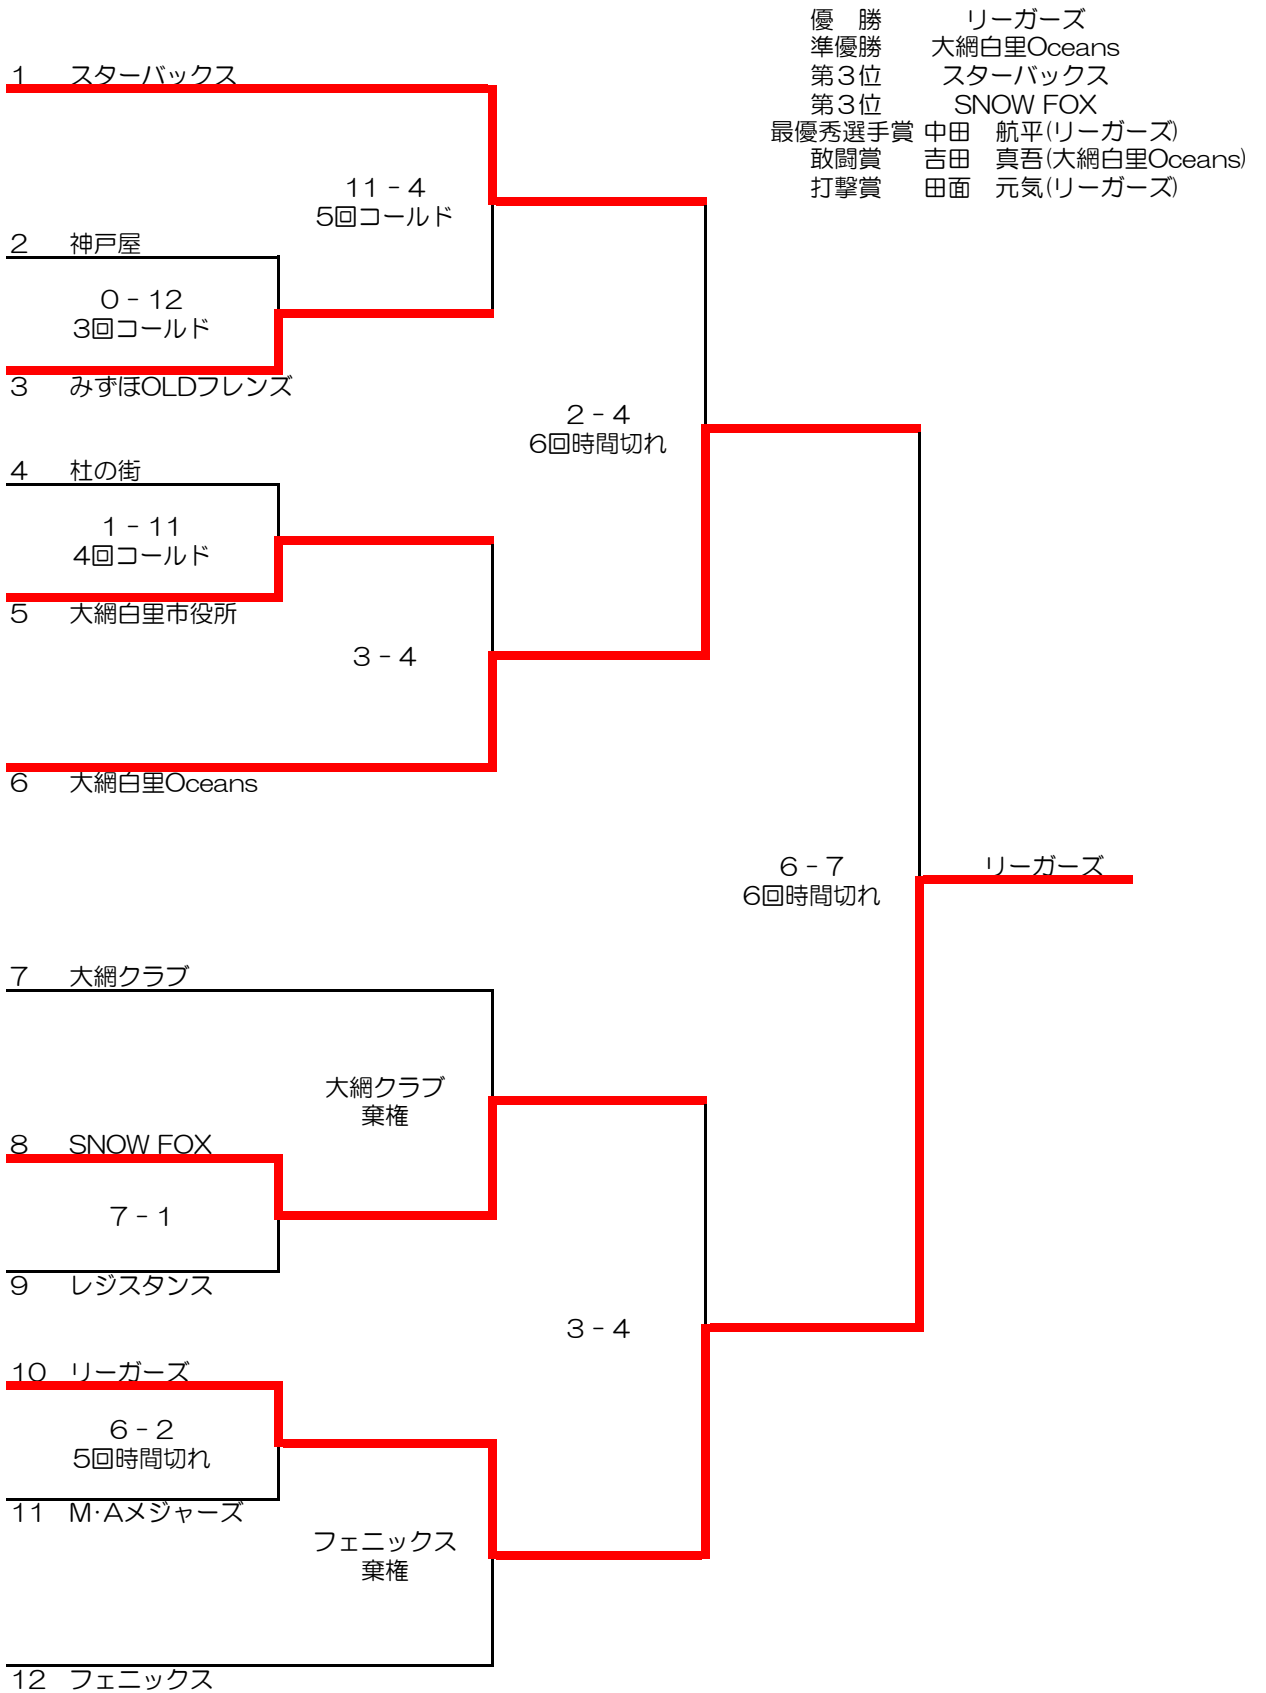 優　勝　リーガーズ
準優勝　大網白里Oceans
第3位　スターバックス
第3位　SNOW FOX
最優秀選手賞 中田　航平(リーガーズ)
敢闘賞　吉田　真吾(大網白里Oceans)
打撃賞　田面　元気(リーガーズ)
1　スターバックス
11 - 4
5回コールド
2　神戸屋
0 - 12
3回コールド
3　みずほOLDフレンズ
2 - 4
6回時間切れ
4　杜の街
1 - 11
4回コールド
5　大網白里市役所
3 - 4
6　大網白里Oceans
6 - 7
6回時間切れ
リーガーズ
7　大網クラブ
大網クラブ
棄権
8　SNOW FOX
7 - 1
9　レジスタンス
3 - 4
10　リーガーズ
6 - 2
5回時間切れ
11　M・Aメジャーズ
フェニックス
棄権
12　フェニックス